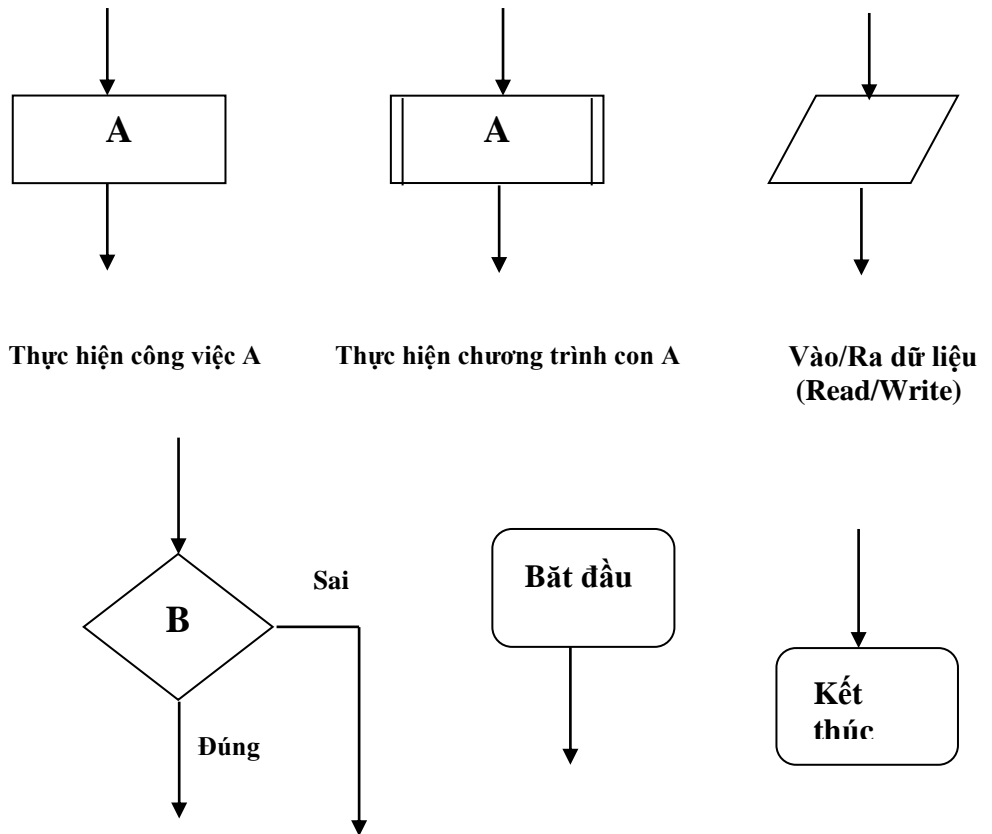 A
A
Thực hiện công việc A
Thực hiện chương trình con A
Vào/Ra dữ liệu
(Read/Write)
B
Sai
Đúng
Băt đầu
Kết
thúc